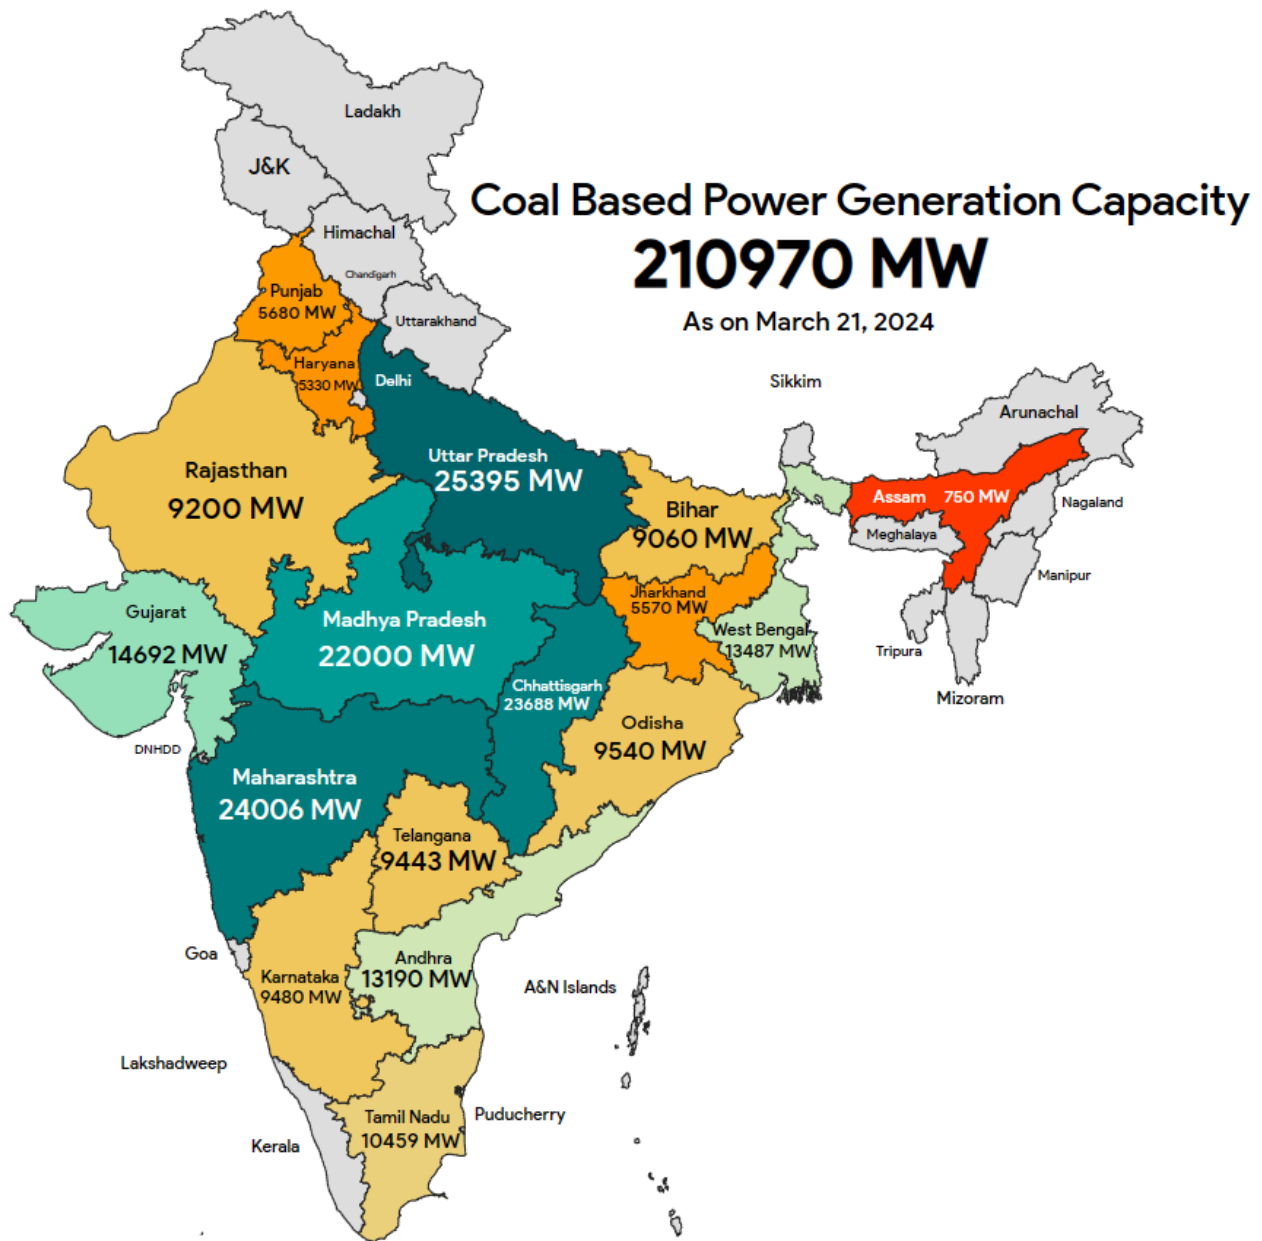 Ladakh
J&K
Coal Based Power Generation Capacity
210970 MW
As on March 21, 2024
Himachal
Chandigarh
Punjab
5680 MW
Uttarakhand
Haryana
5330 MW
Delhi
Sikkim
Arunachal
Uttar Pradesh
25395 MW
Rajasthan
9200 MW
Bihar
9060 MW
Assam 750 MW
Nagaland
Meghalaya
Manipur
Jharkhand
5570 MW
Gujarat
14692 MW
Madhya Pradesh
22000 MW
West Bengal
13487 MW
Tripura
Mizoram
Chhattisgarh
23688 MW
Odisha
9540 MW
DNHDD
Maharashtra
24006 MW
Telangana
9443 MW
Goa
Andhra
13190 MW
Karnataka
9480 MW
A&N Islands
Lakshadweep
Tamil Nadu
10459 MW
Puducherry
Kerala